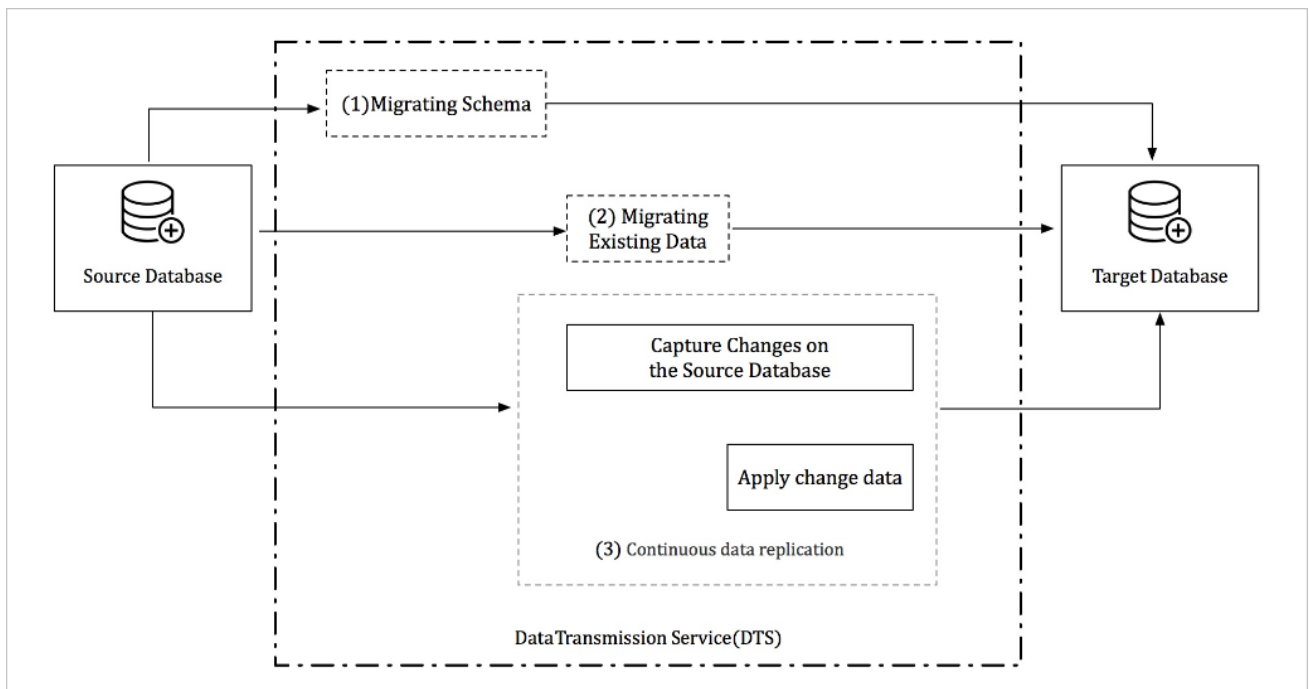 (1)Migrating Schema
Source Database
(2) Migrating
Existing Data
Target Database
Capture Changes on
the Source Database
Apply change data
(3) Continuous data replication
DataTransmission Service(DTS)